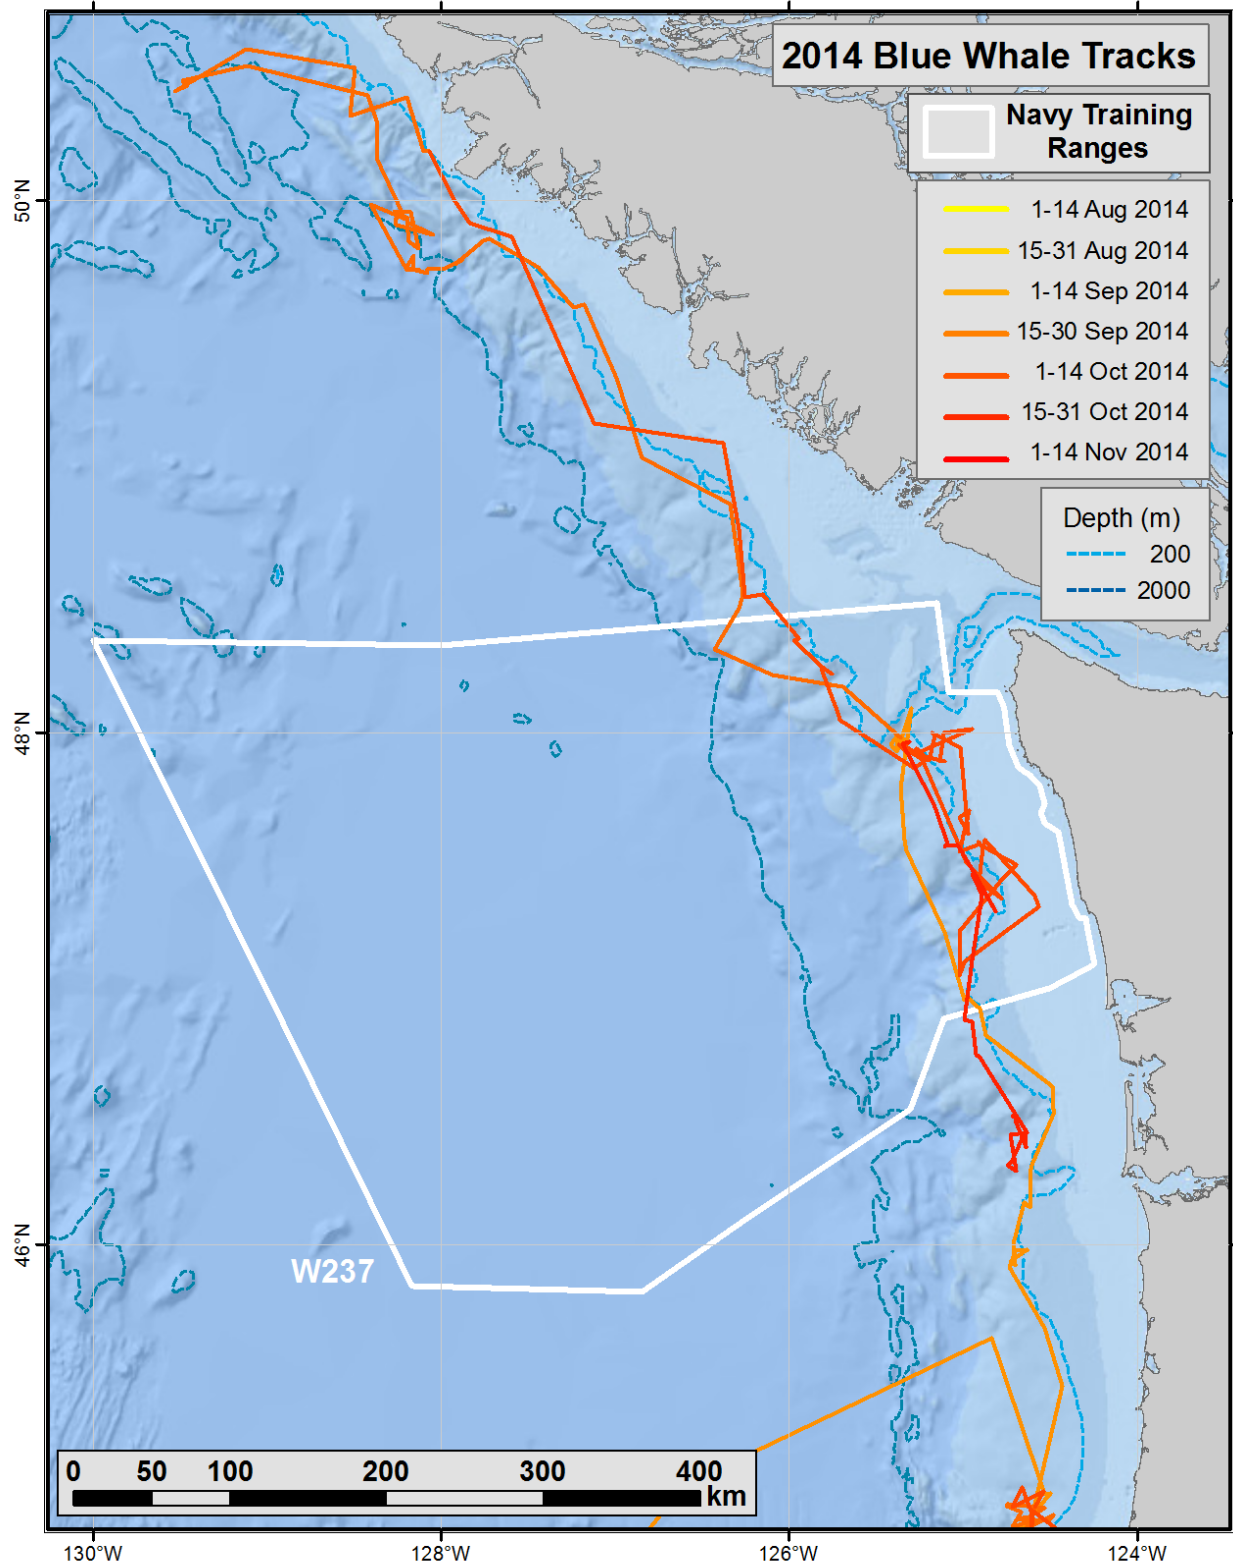 2014 Blue Whale Tracks
Navy Training
Ranges
1-14 Aug 2014
15-31 Aug 2014
1-14 Sep 2014
15-30 Sep 2014
1-14 Oct 2014
15-31 Oct 2014
1-14 Nov 2014
Depth (m)
200
2000
50°N
48°N
46°N
W237
0 50 100 200 300 400
km
130°W 128°W 126°W 124°W